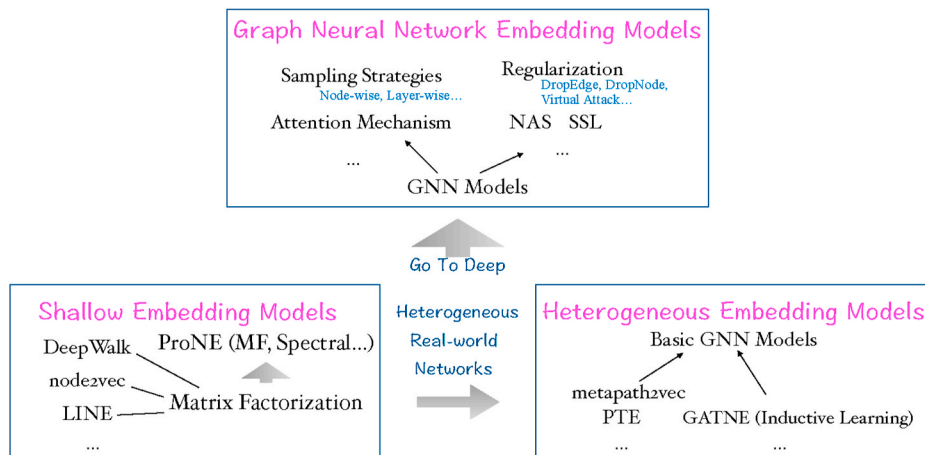 Graph Neural Network Embedding Models
Sampling Strategies
Node-wise, Layer-wise...
Attention Mechanism
...
Regularization
DropEdge, DropNode,
Virtual Attack...
NAS SSL
...
GNN Models
Go To Deep
Shallow Embedding Models
DeepWalk
ProNE (MF, Spectral...)
node2vec
LINE
Matrix Factorization
...
Heterogeneous
Real-world
Networks
Heterogeneous Embedding Models
Basic GNN Models
metapath2vec
PTE
GATNE (Inductive Learning)
...
...